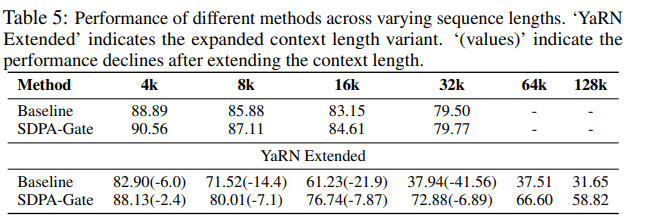 Table 5: Performance of different methods across varying sequence lengths. ‘YaRN
Extended’ indicates the expanded context length variant. ‘(values)’ indicate the
performance declines after extending the context length.
Method 4k 8k 16k 32k 64k 128k
Baseline 88.89 85.88 83.15 79.50 - -
SDPA-Gate 90.56 87.11 84.61 79.77 - -
YaRN Extended
Baseline 82.90(-6.0) 71.52(-14.4) 61.23(-21.9) 37.94(-41.56) 37.51 31.65
SDPA-Gate 88.13(-2.4) 80.01(-7.1) 76.74(-7.87) 72.88(-6.89) 66.60 58.82